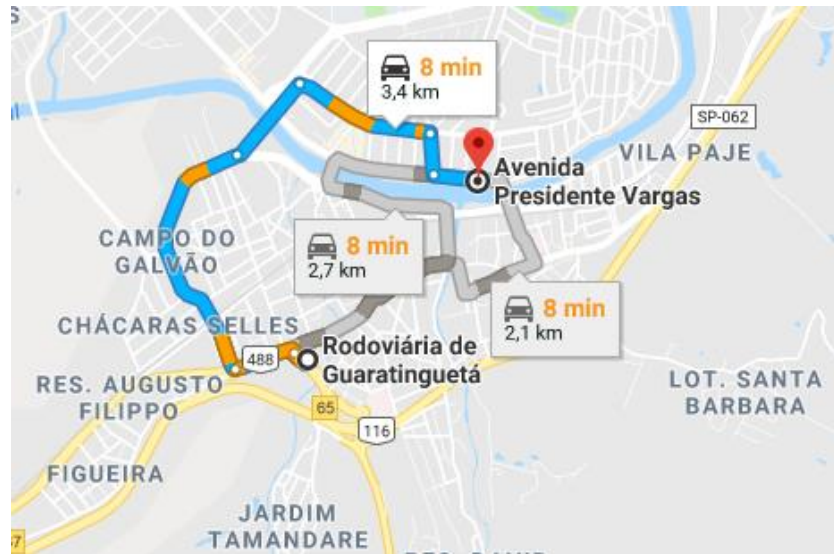 8 min
3,4 km
SP-062
VILA PAJE
Avenida
Presidente Vargas
CAMPO DO
GALVÃO
8 min
2,7 km
8 min
2,1 km
CHÁCARAS SELLES
488
Rodoviária de
Guaratinguetá
RES. AUGUSTO
FILIPPO
65
116
LOT. SANTA
BARBARA
FIGUEIRA
JARDIM
TAMANDARE